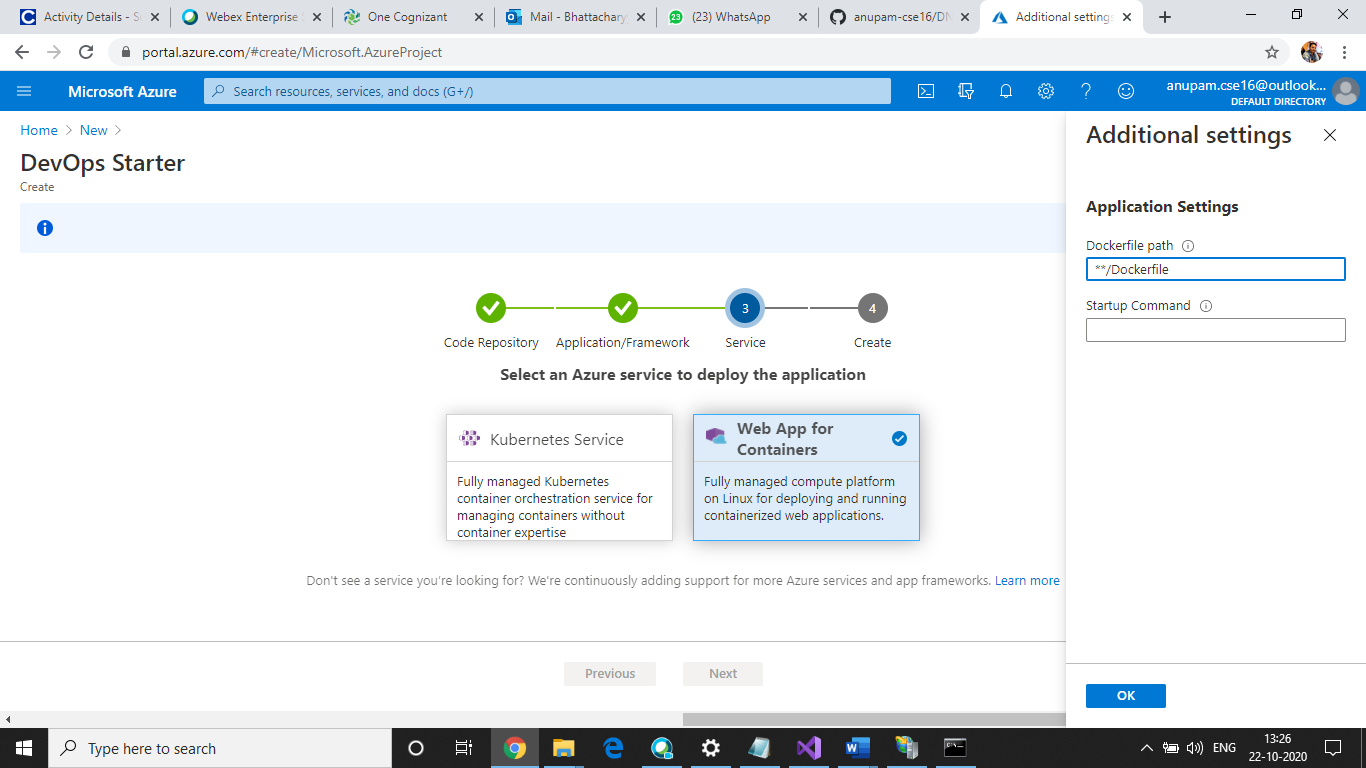 Activity Details - S
Webex Enterprise
One Cognizant
Mail - Bhattachary
(23) WhatsApp
anupam-cse16/DN
Additional settings
portal.azure.com/#create/Microsoft.AzureProject
Microsoft Azure
Search resources, services, and docs (G+/)
anupam.cse16@outlook...
DEFAULT DIRECTORY
Home > New >
DevOps Starter
Create
Additional settings
Application Settings
Dockerfile path
**/Dockerfile
Startup Command
3
4
Code Repository
Application/Framework
Service
Create
Select an Azure service to deploy the application
Kubernetes Service
Fully managed Kubernetes
container orchestration service for
managing containers without
container expertise
Web App for
Containers
Fully managed compute platform
on Linux for deploying and running
containerized web applications.
Don't see a service you're looking for? We're continuously adding support for more Azure services and app frameworks. Learn more
Previous
Next
OK
Type here to search
ENG
13:26
22-10-2020